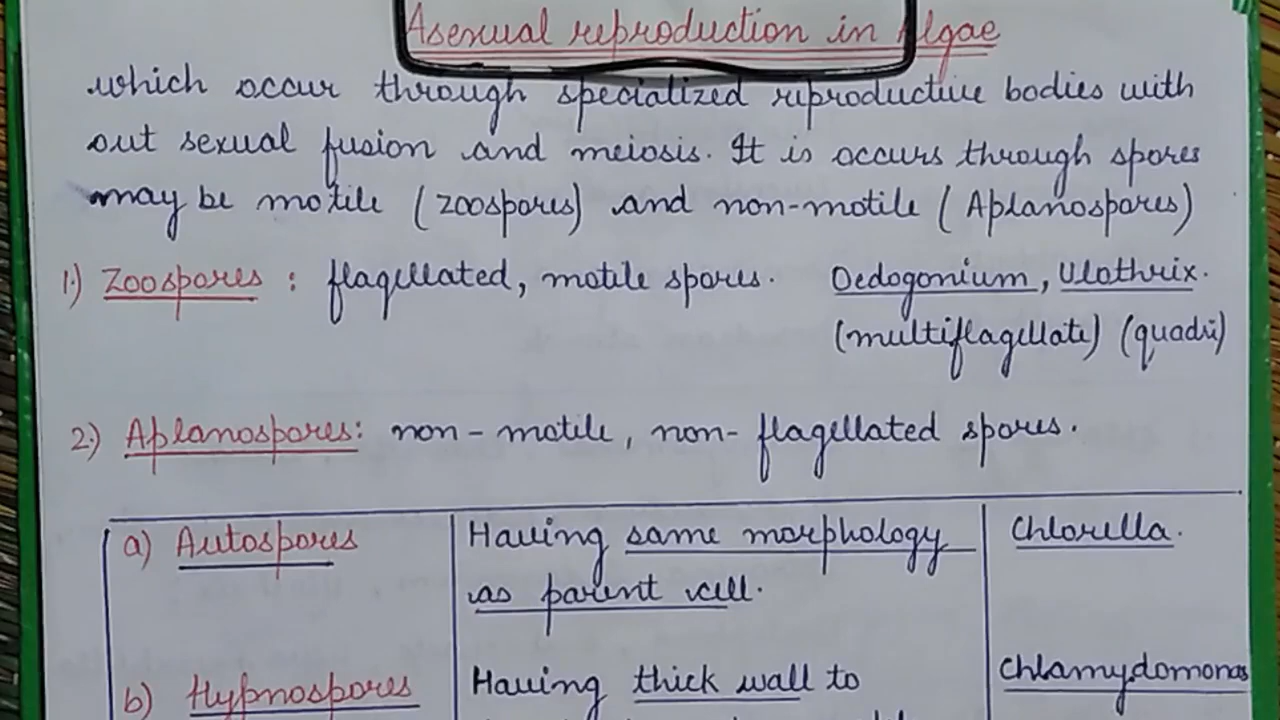 Asexual reproduction in Algae
which occur through specialized reproductive bodies with
out sexual fusion and meiosis. It is occurs through spores
may be motile (zoospores) and non-motile (Aplanospores)
1.) Zoospores : flagellated, motile spores. Oedogonium, Ulothrix.
(multiflagellate) (quadri)
2.) Aplanospores: non-motile, non-flagellated spores.
a) Autospores Having same morphology Chlorella.
as parent cell.
b) Hypnospores Having thick wall to Chlamydomonas